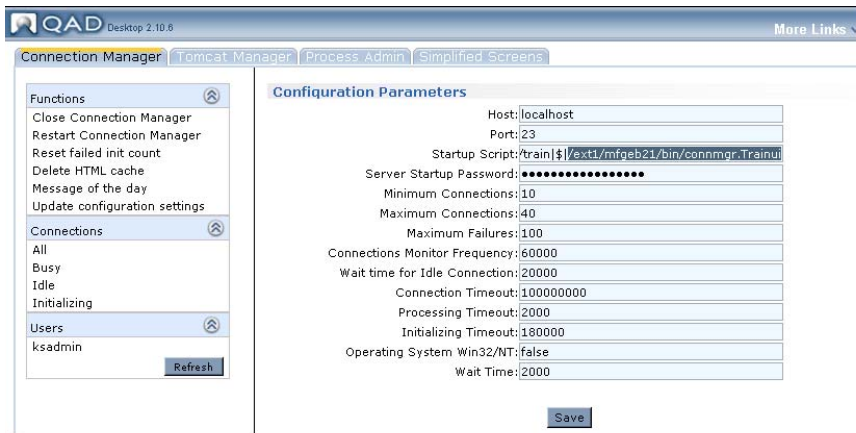 QAD Desktop 2.10.6
More Links
Connection Manager Tomcat Manager Process Admin Simplified Screens
Functions
Close Connection Manager
Restart Connection Manager
Reset failed init count
Delete HTML cache
Message of the day
Update configuration settings
Connections
All
Busy
Idle
Initializing
Users
ksadmin
Refresh
Configuration Parameters
Host: localhost
Port: 23
Startup Script: /train|$|/ext1/mfgeb21/bin/connmgr.Trainui
Server Startup Password: •••••••••••••••••
Minimum Connections: 10
Maximum Connections: 40
Maximum Failures: 100
Connections Monitor Frequency: 60000
Wait time for Idle Connection: 20000
Connection Timeout: 100000000
Processing Timeout: 2000
Initializing Timeout: 180000
Operating System Win32/NT: false
Wait Time: 2000
Save